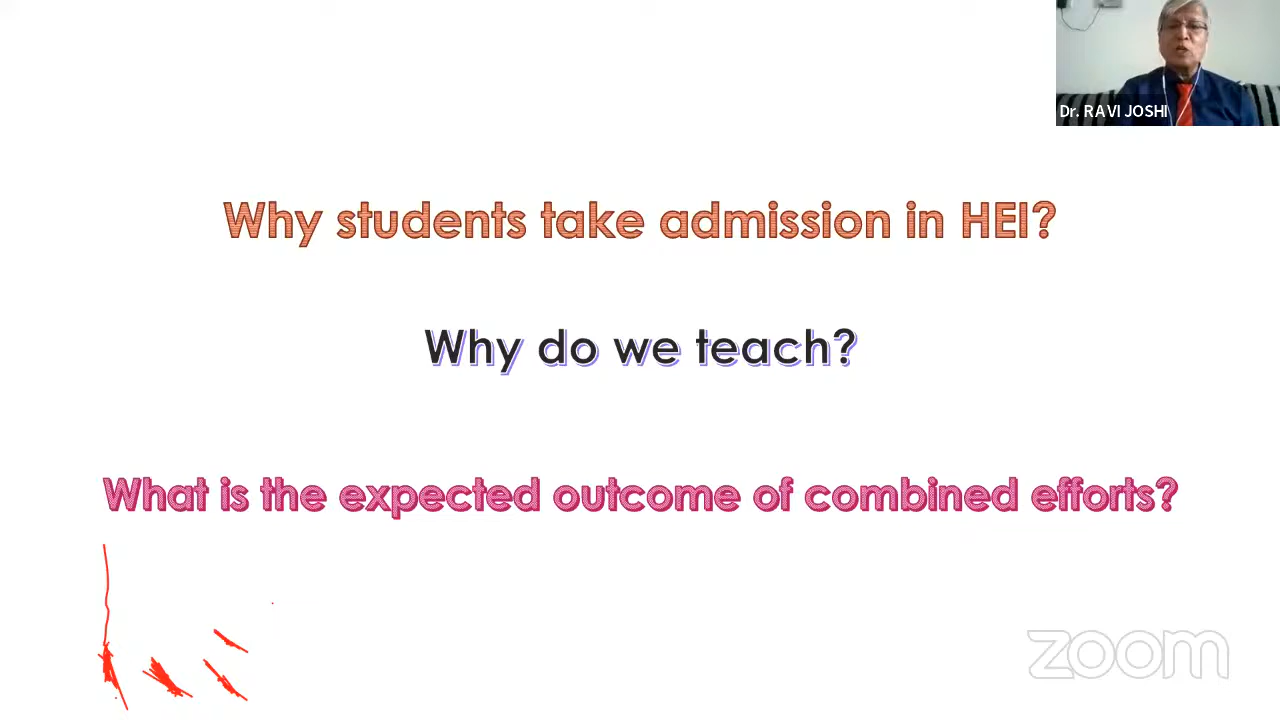 Dr. RAVI JOSHI
Why students take admission in HEI?
Why do we teach?
What is the expected outcome of combined efforts?
zoom